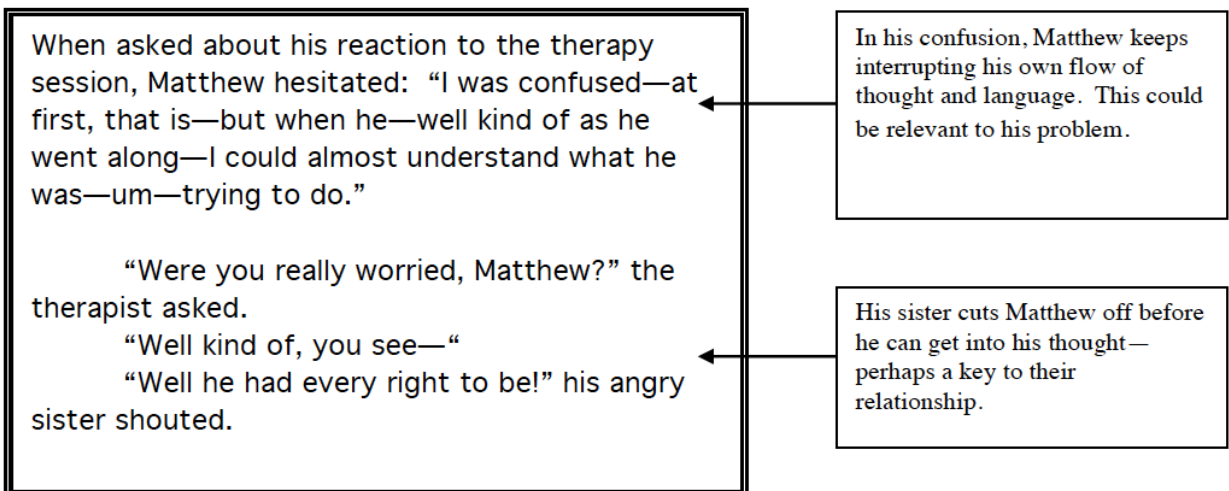 When asked about his reaction to the therapy
session, Matthew hesitated:  “I was confused—at
first, that is—but when he—well kind of as he
went along—I could almost understand what he
was—um—trying to do.”
“Were you really worried, Matthew?” the
therapist asked.
“Well kind of, you see—“
“Well he had every right to be!” his angry
sister shouted.
In his confusion, Matthew keeps
interrupting his own flow of
thought and language.  This could
be relevant to his problem.
His sister cuts Matthew off before
he can get into his thought—
perhaps a key to their
relationship.